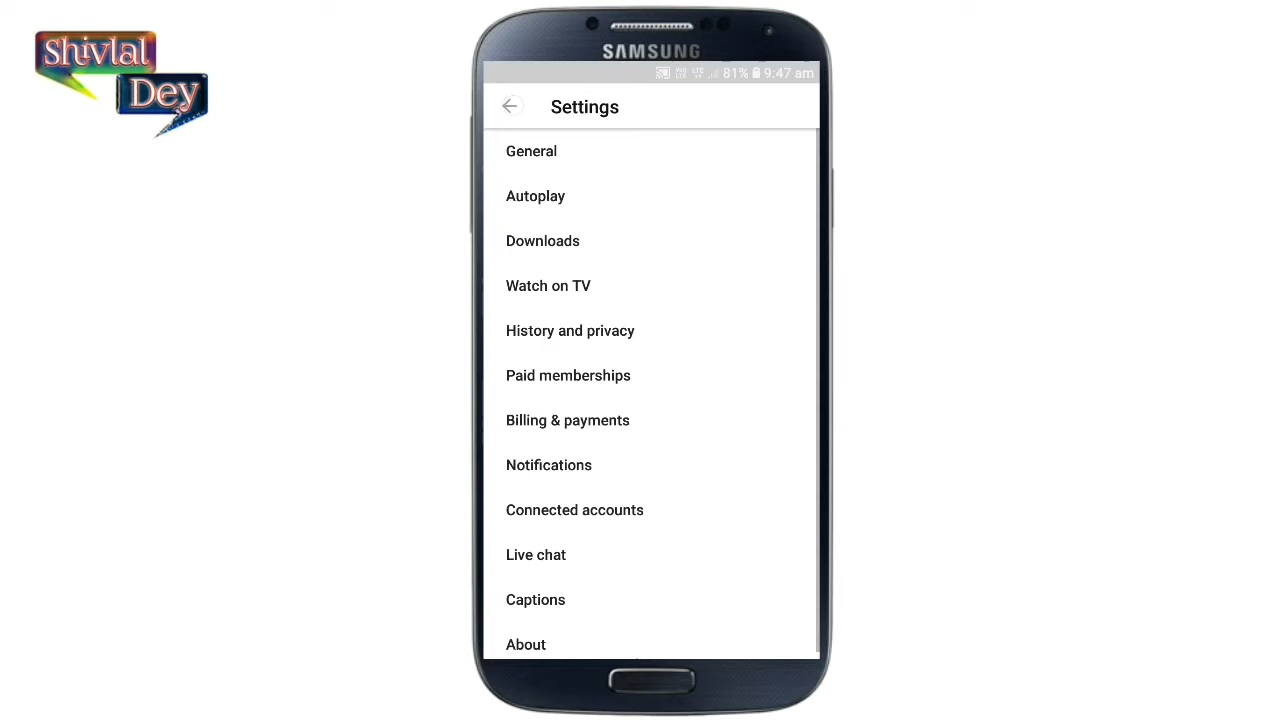 Shivlal
Dey
SAMSUNG
81% 9:47 am
Settings
General
Autoplay
Downloads
Watch on TV
History and privacy
Paid memberships
Billing & payments
Notifications
Connected accounts
Live chat
Captions
About